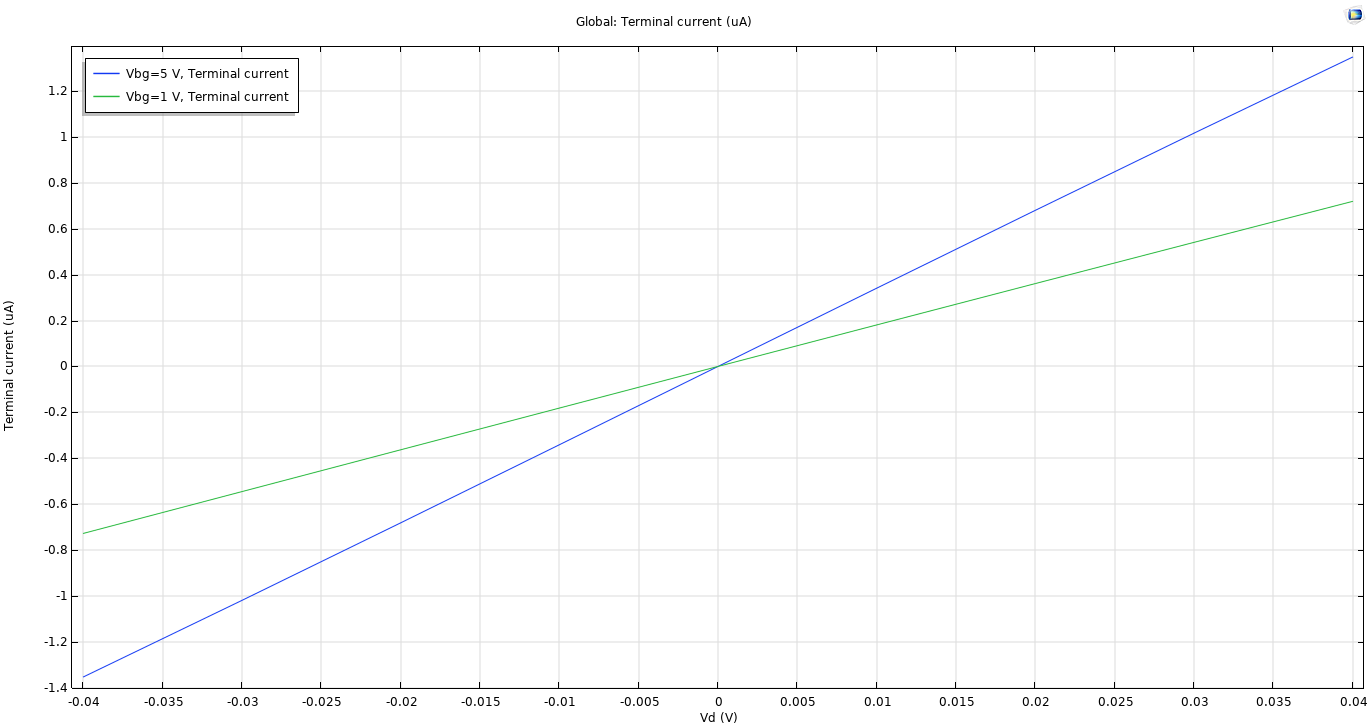 Global: Terminal current (uA)
Vbg=5 V, Terminal current
Vbg=1 V, Terminal current
1.2
1
0.8
0.6
0.4
0.2
0
-0.2
-0.4
-0.6
-0.8
-1
-1.2
-1.4
Terminal current (uA)
-0.04 -0.035 -0.03 -0.025 -0.02 -0.015 -0.01 -0.005 0 0.005 0.01 0.015 0.02 0.025 0.03 0.035 0.04
Vd (V)